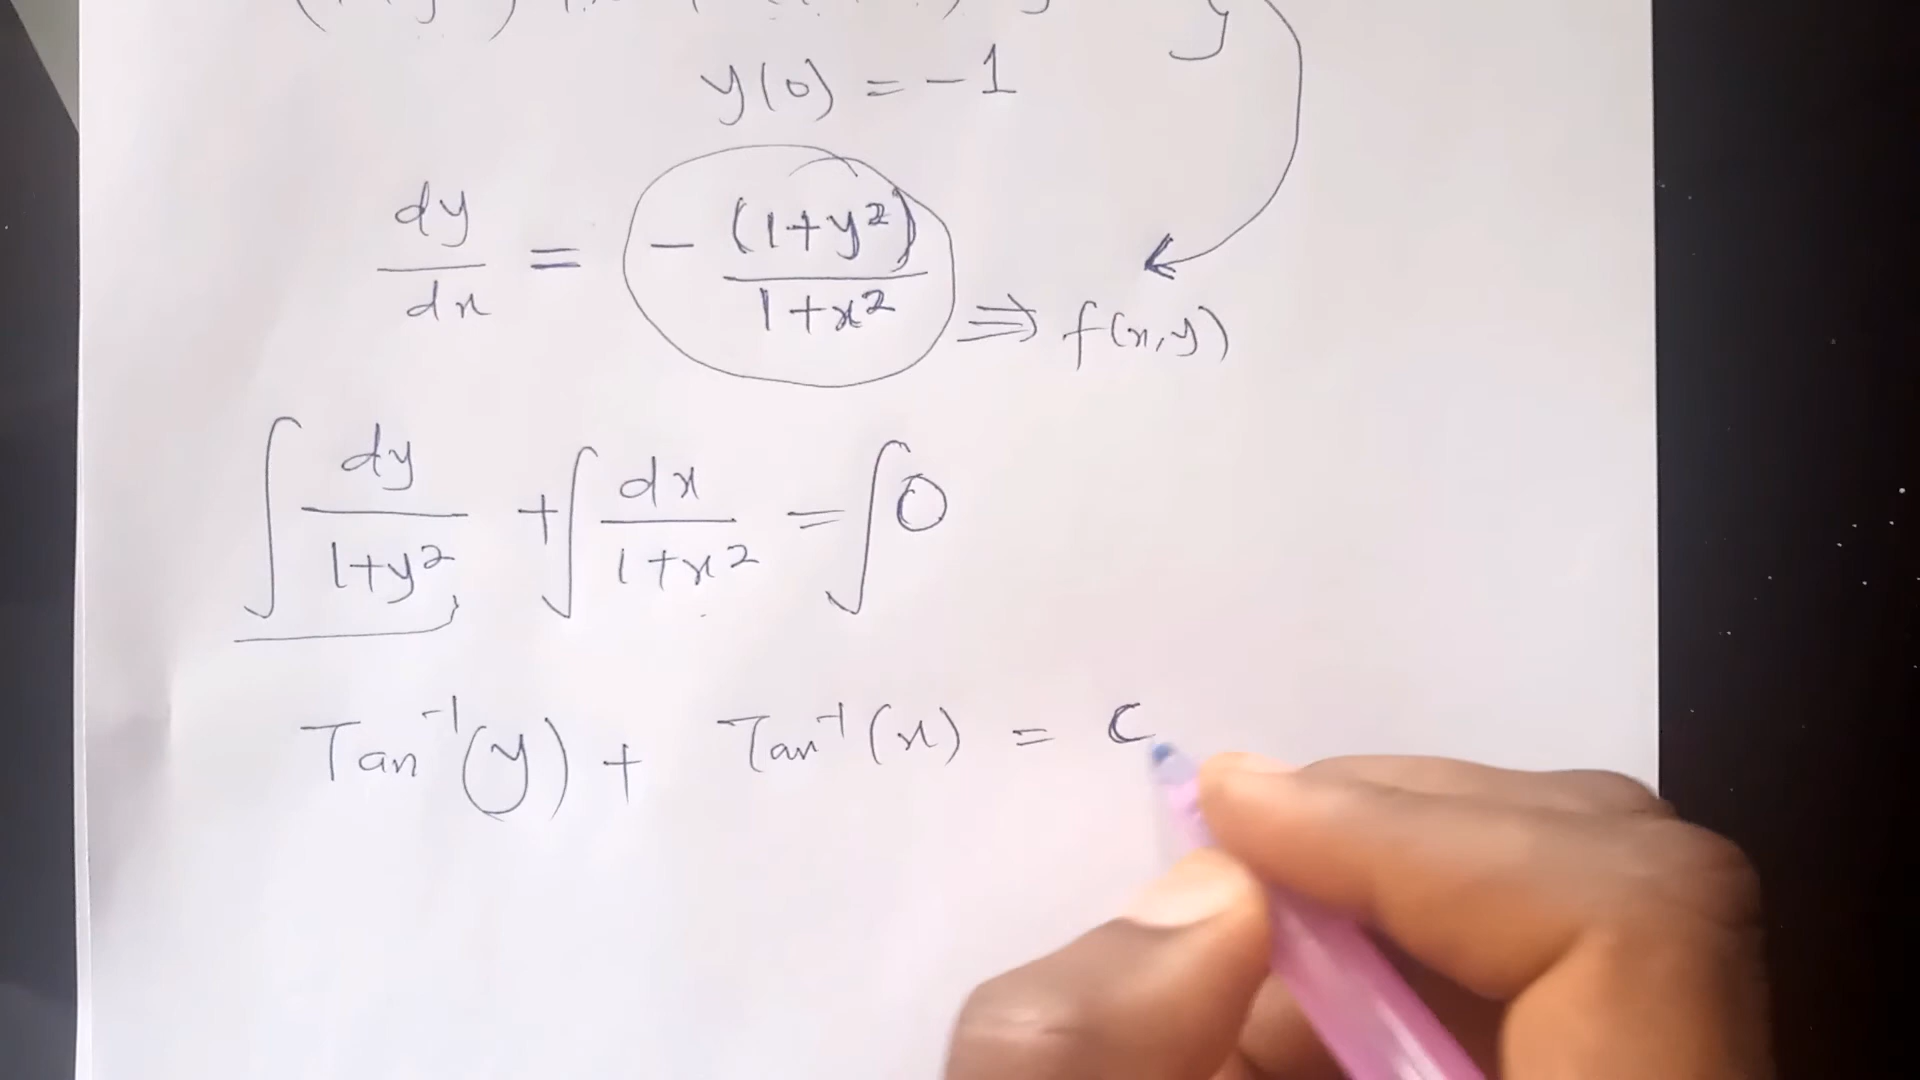 y
y(0) = -1
dy/dx = - (1+y²)/1+x² ⇒ f(x,y)
∫ dy/1+y² + ∫ dx/1+x² = ∫ 0
Tan⁻¹(y) + Tan⁻¹(x) = C